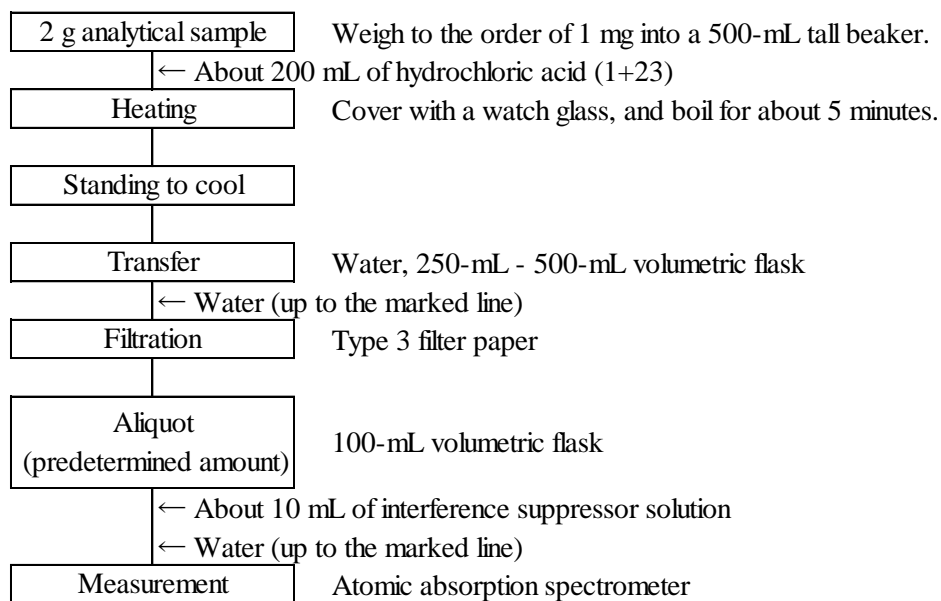 2 g analytical sample Weigh to the order of 1 mg into a 500-mL tall beaker.
← About 200 mL of hydrochloric acid (1+23)
Heating Cover with a watch glass, and boil for about 5 minutes.
Standing to cool
Transfer Water, 250-mL - 500-mL volumetric flask
← Water (up to the marked line)
Filtration Type 3 filter paper
Aliquot
(predetermined amount) 100-mL volumetric flask
← About 10 mL of interference suppressor solution
← Water (up to the marked line)
Measurement Atomic absorption spectrometer